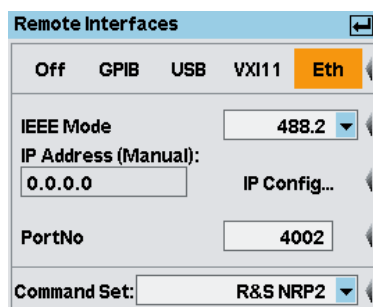 Remote Interfaces
Off GPIB USB VXI11 Eth
IEEE Mode 488.2
IP Address (Manual):
0.0.0.0 IP Config...
PortNo 4002
Command Set: R&S NRP2